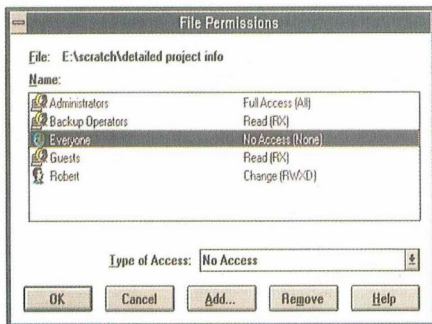 File Permissions
File: E:\scratch\detailed project info
Name:
Administrators Full Access (All)
Backup Operators Read (RX)
Everyone No Access (None)
Guests Read (RX)
Robert Change (RWXD)
Type of Access: No Access
OK Cancel Add... Remove Help